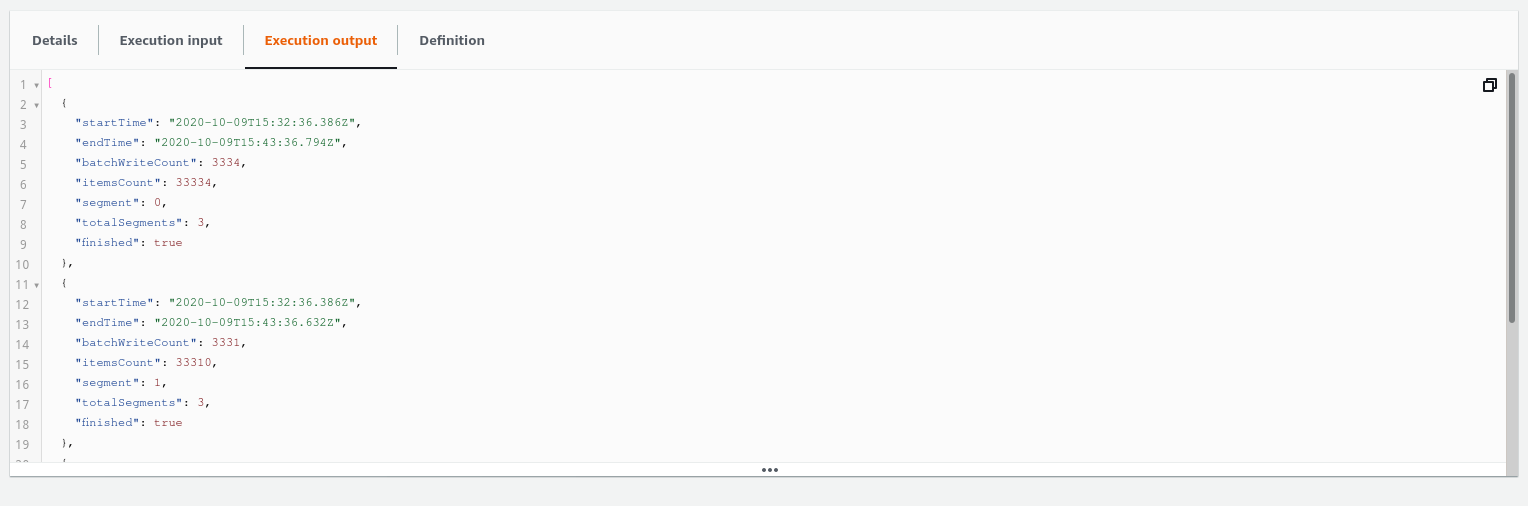 Details Execution input Execution output Definition
1 [
2 {
3 "startTime": "2020-10-09T15:32:36.386Z",
4 "endTime": "2020-10-09T15:43:36.794Z",
5 "batchWriteCount": 3334,
6 "itemsCount": 33334,
7 "segment": 0,
8 "totalSegments": 3,
9 "finished": true
10 },
11 {
12 "startTime": "2020-10-09T15:32:36.386Z",
13 "endTime": "2020-10-09T15:43:36.632Z",
14 "batchWriteCount": 3331,
15 "itemsCount": 33310,
16 "segment": 1,
17 "totalSegments": 3,
18 "finished": true
19 },